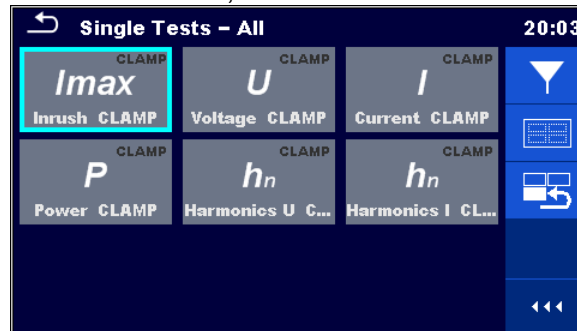 Single Tests – All 20:03
CLAMP CLAMP CLAMP
Imax U I
Inrush CLAMP Voltage CLAMP Current CLAMP
CLAMP CLAMP CLAMP
P hn hn
Power CLAMP Harmonics U C... Harmonics I CL...